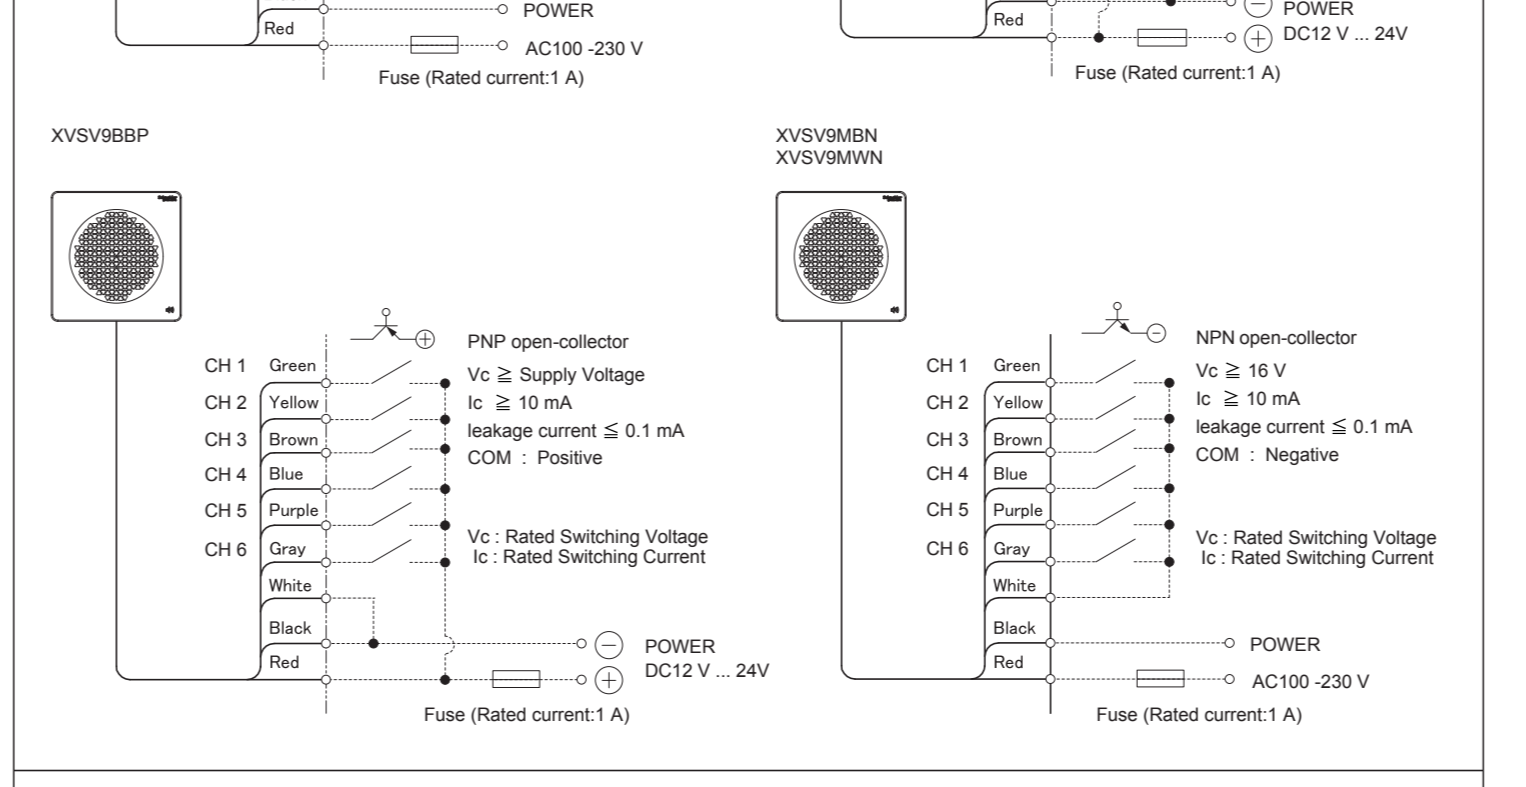 POWER
Red
AC100 -230 V
Fuse (Rated current:1 A)
POWER
Red
DC12 V ... 24V
Fuse (Rated current:1 A)
XVSV9BBP
PNP open-collector
CH 1 Green
Vc ≧ Supply Voltage
CH 2 Yellow
Ic ≧ 10 mA
leakage current ≦ 0.1 mA
CH 3 Brown
COM : Positive
CH 4 Blue
CH 5 Purple
Vc : Rated Switching Voltage
CH 6 Gray
Ic : Rated Switching Current
White
Black
POWER
Red
DC12 V ... 24V
Fuse (Rated current:1 A)
XVSV9MBN
XVSV9MWN
NPN open-collector
CH 1 Green
Vc ≧ 16 V
CH 2 Yellow
Ic ≧ 10 mA
leakage current ≦ 0.1 mA
CH 3 Brown
COM : Negative
CH 4 Blue
CH 5 Purple
Vc : Rated Switching Voltage
CH 6 Gray
Ic : Rated Switching Current
White
Black
POWER
Red
AC100 -230 V
Fuse (Rated current:1 A)